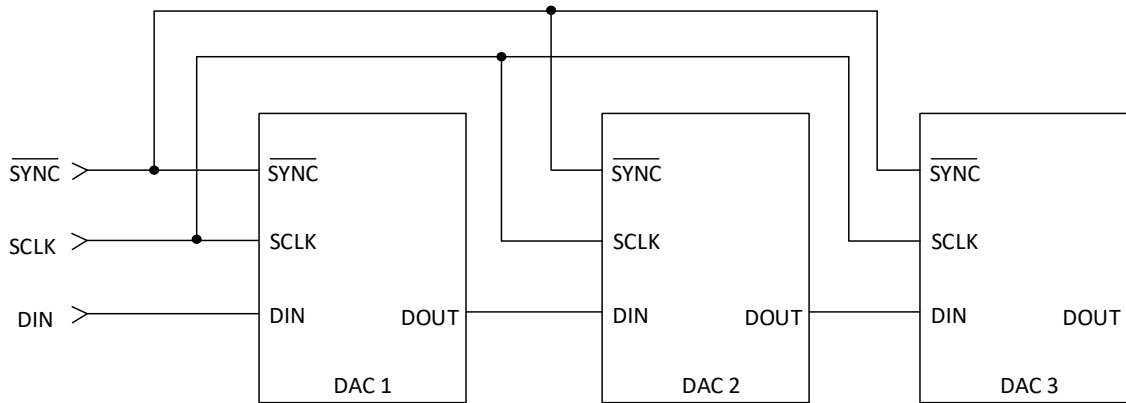 SYNC SYNC SYNC SYNC
SCLK SCLK SCLK SCLK
DIN DIN DOUT DIN DOUT DIN DOUT
DAC 1 DAC 2 DAC 3